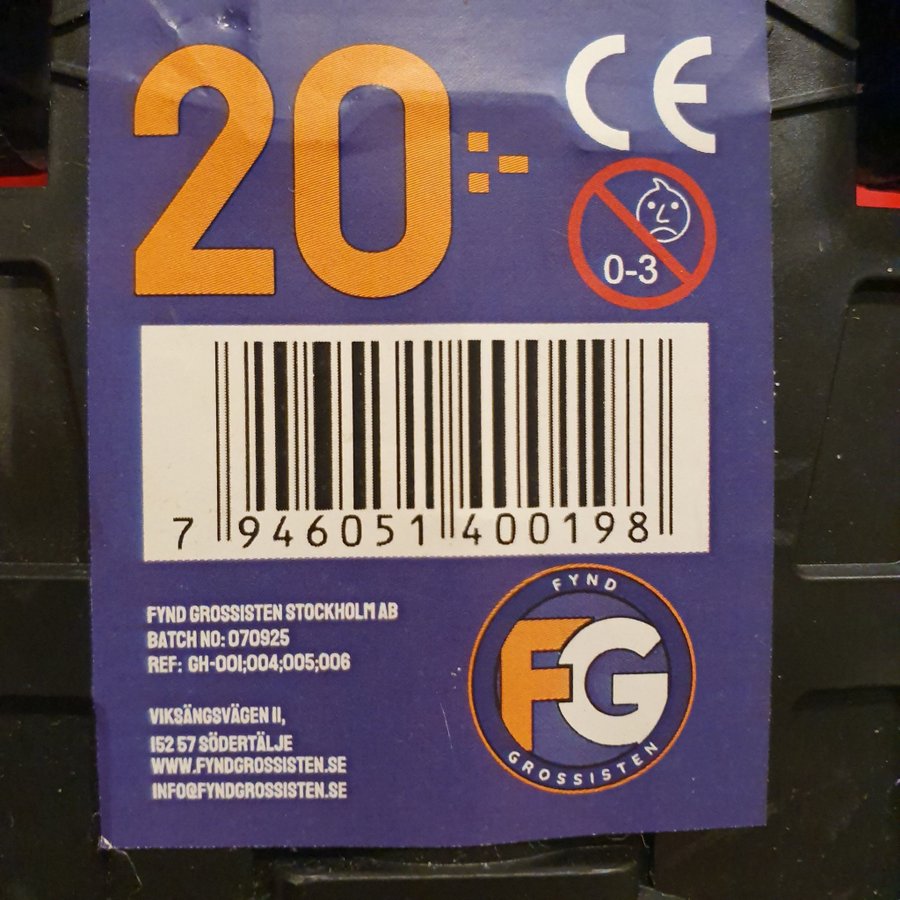 20:-
CE
0-3
7 946051 400198
FYND GROSSISTEN STOCKHOLM AB
BATCH NO: 070925
REF: GH-001;004;005;006
VIKSÄNGSVÄGEN 11,
152 57 SÖDERTÄLJE
WWW.FYNDGROSSISTEN.SE
INFO@FYNDGROSSISTEN.SE
FYND
FG
GROSSISTEN